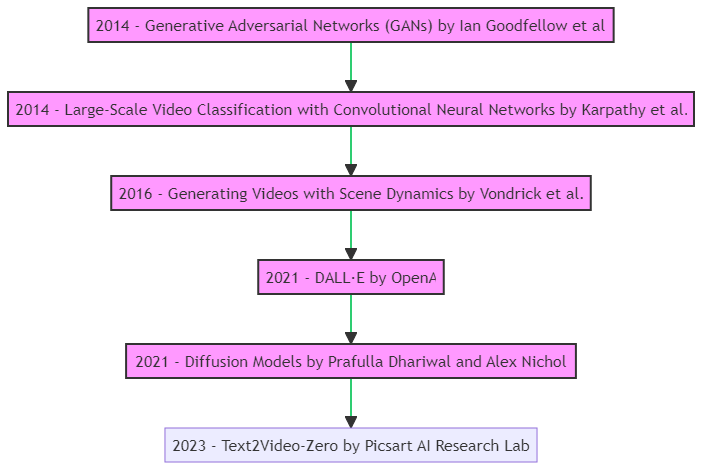 2014 - Generative Adversarial Networks (GANs) by Ian Goodfellow et al
2014 - Large-Scale Video Classification with Convolutional Neural Networks by Karpathy et al.
2016 - Generating Videos with Scene Dynamics by Vondrick et al.
2021 - DALL·E by OpenA
2021 - Diffusion Models by Prafulla Dhariwal and Alex Nichol
2023 - Text2Video-Zero by Picsart AI Research Lab